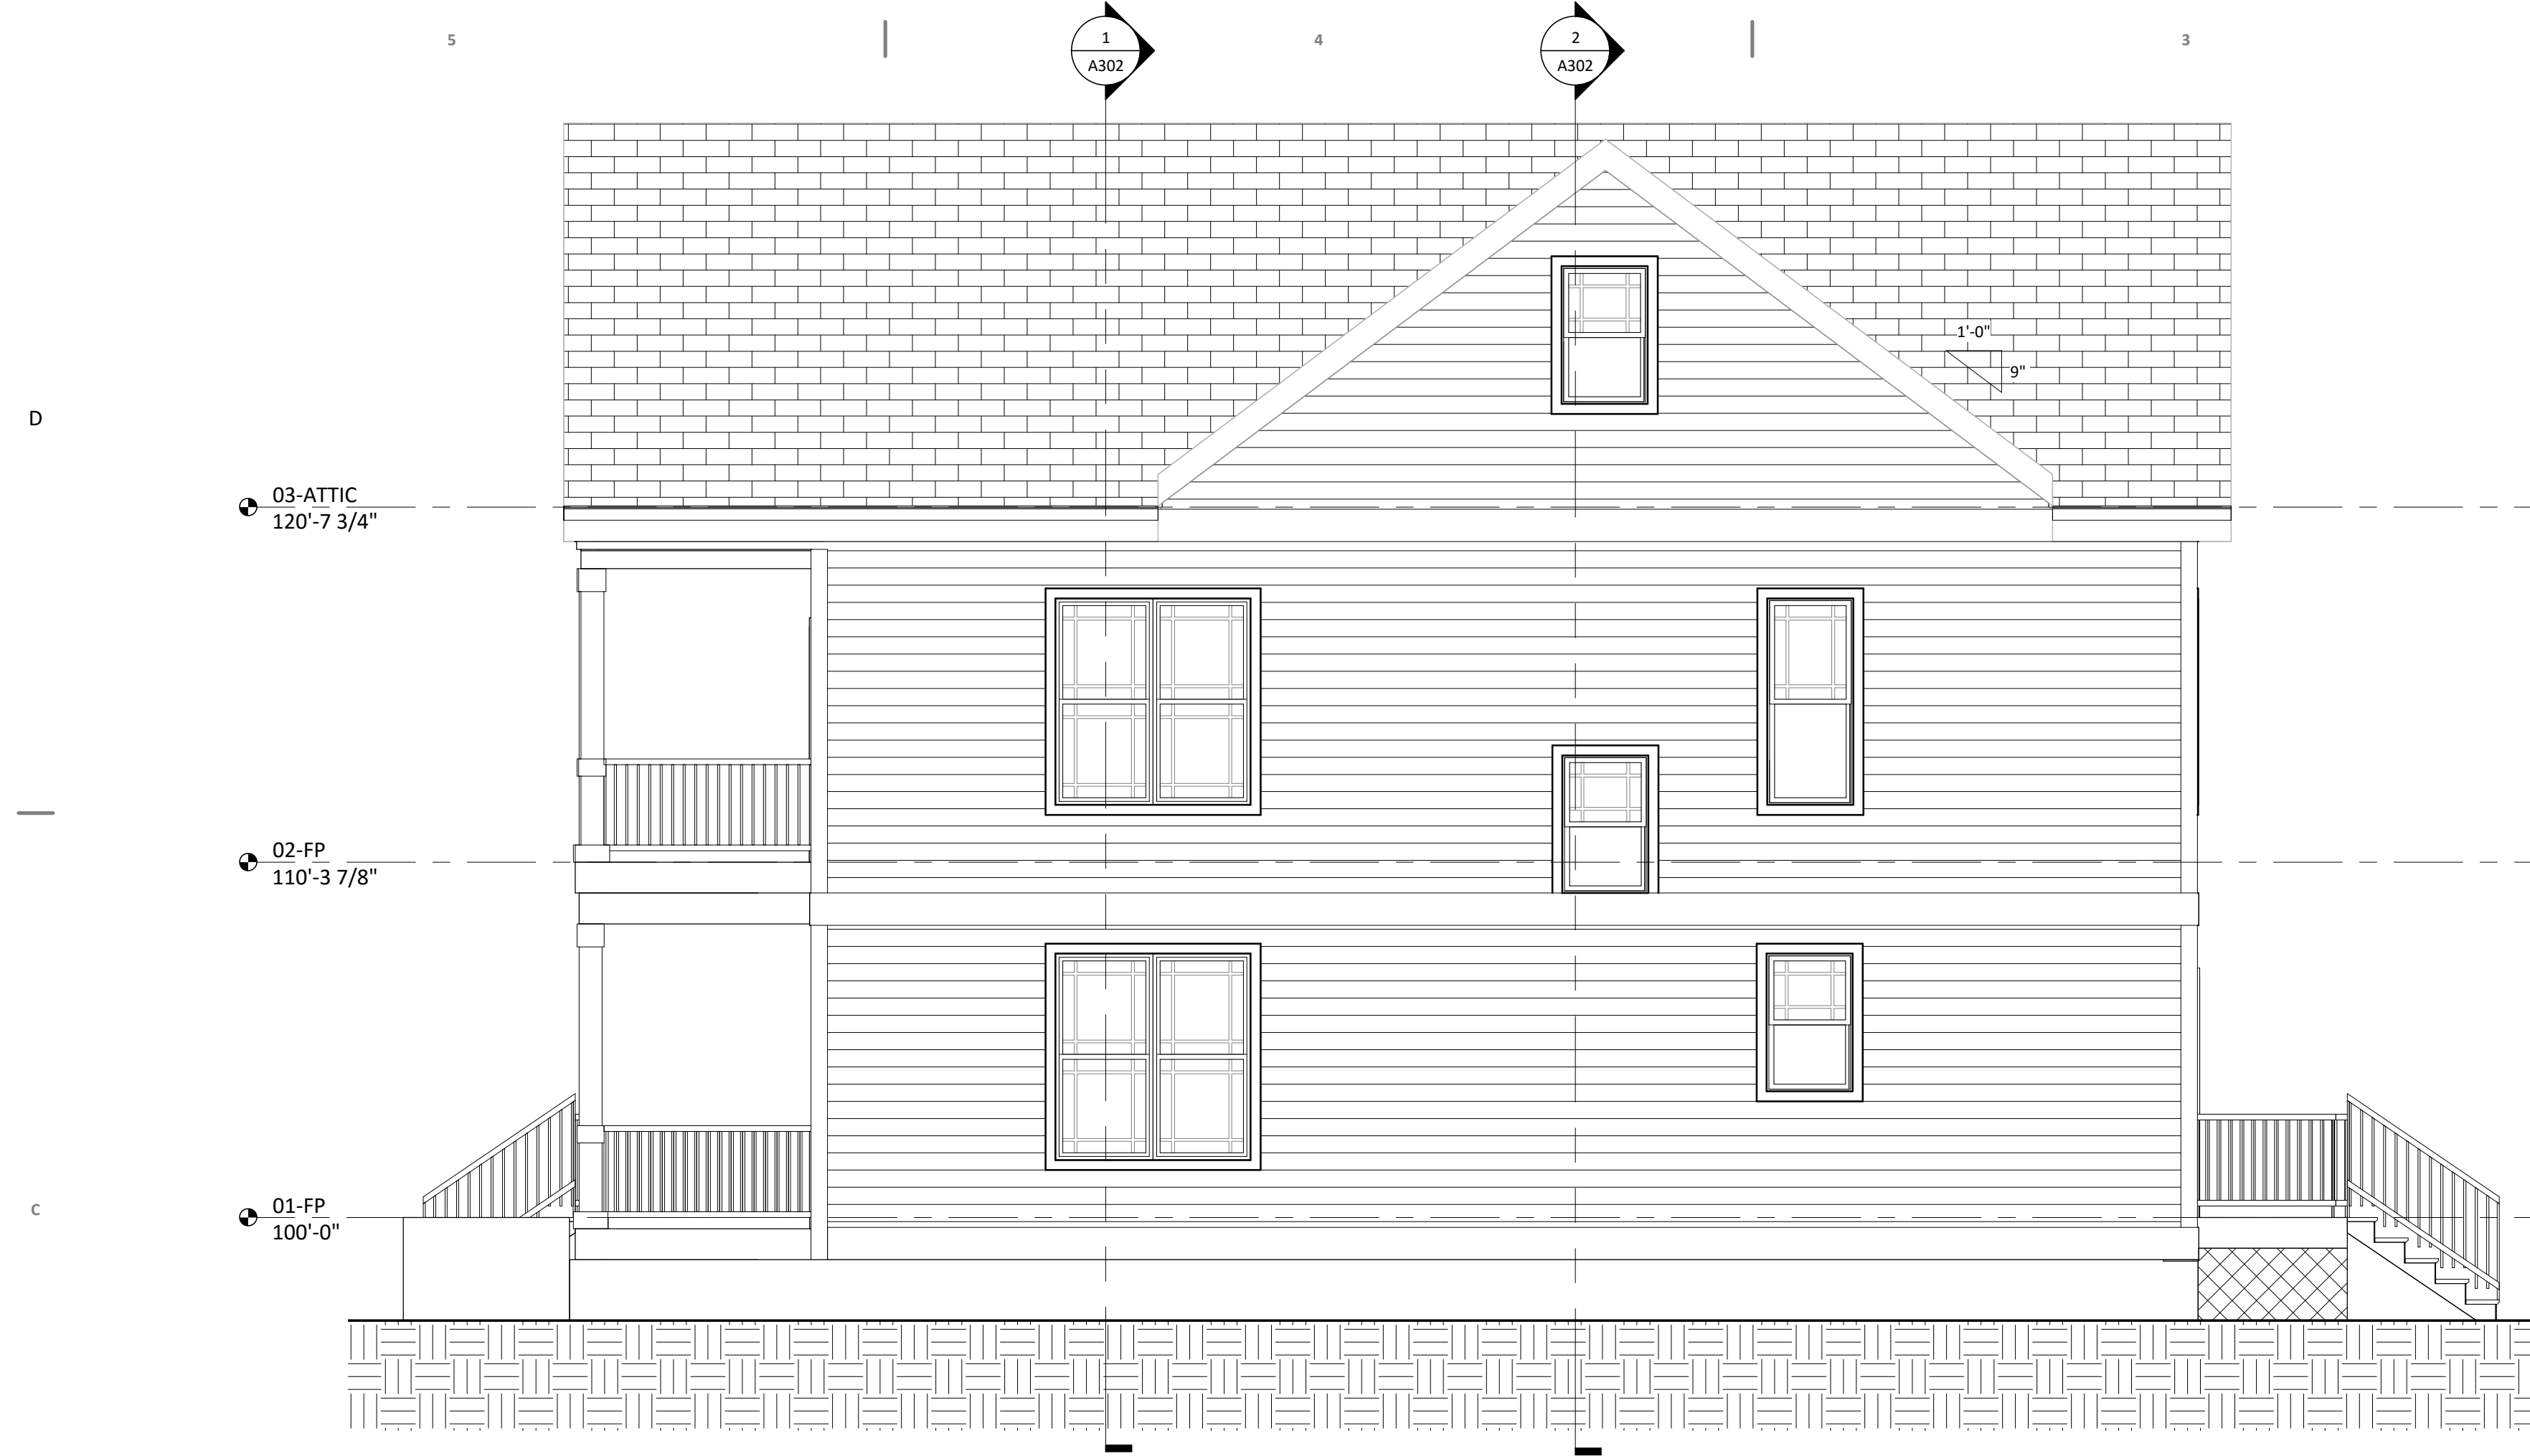 5
1
A302
4
2
A302
3
1'-0"
9"
D
03-ATTIC
120'-7 3/4"
02-FP
110'-3 7/8"
C
01-FP
100'-0"